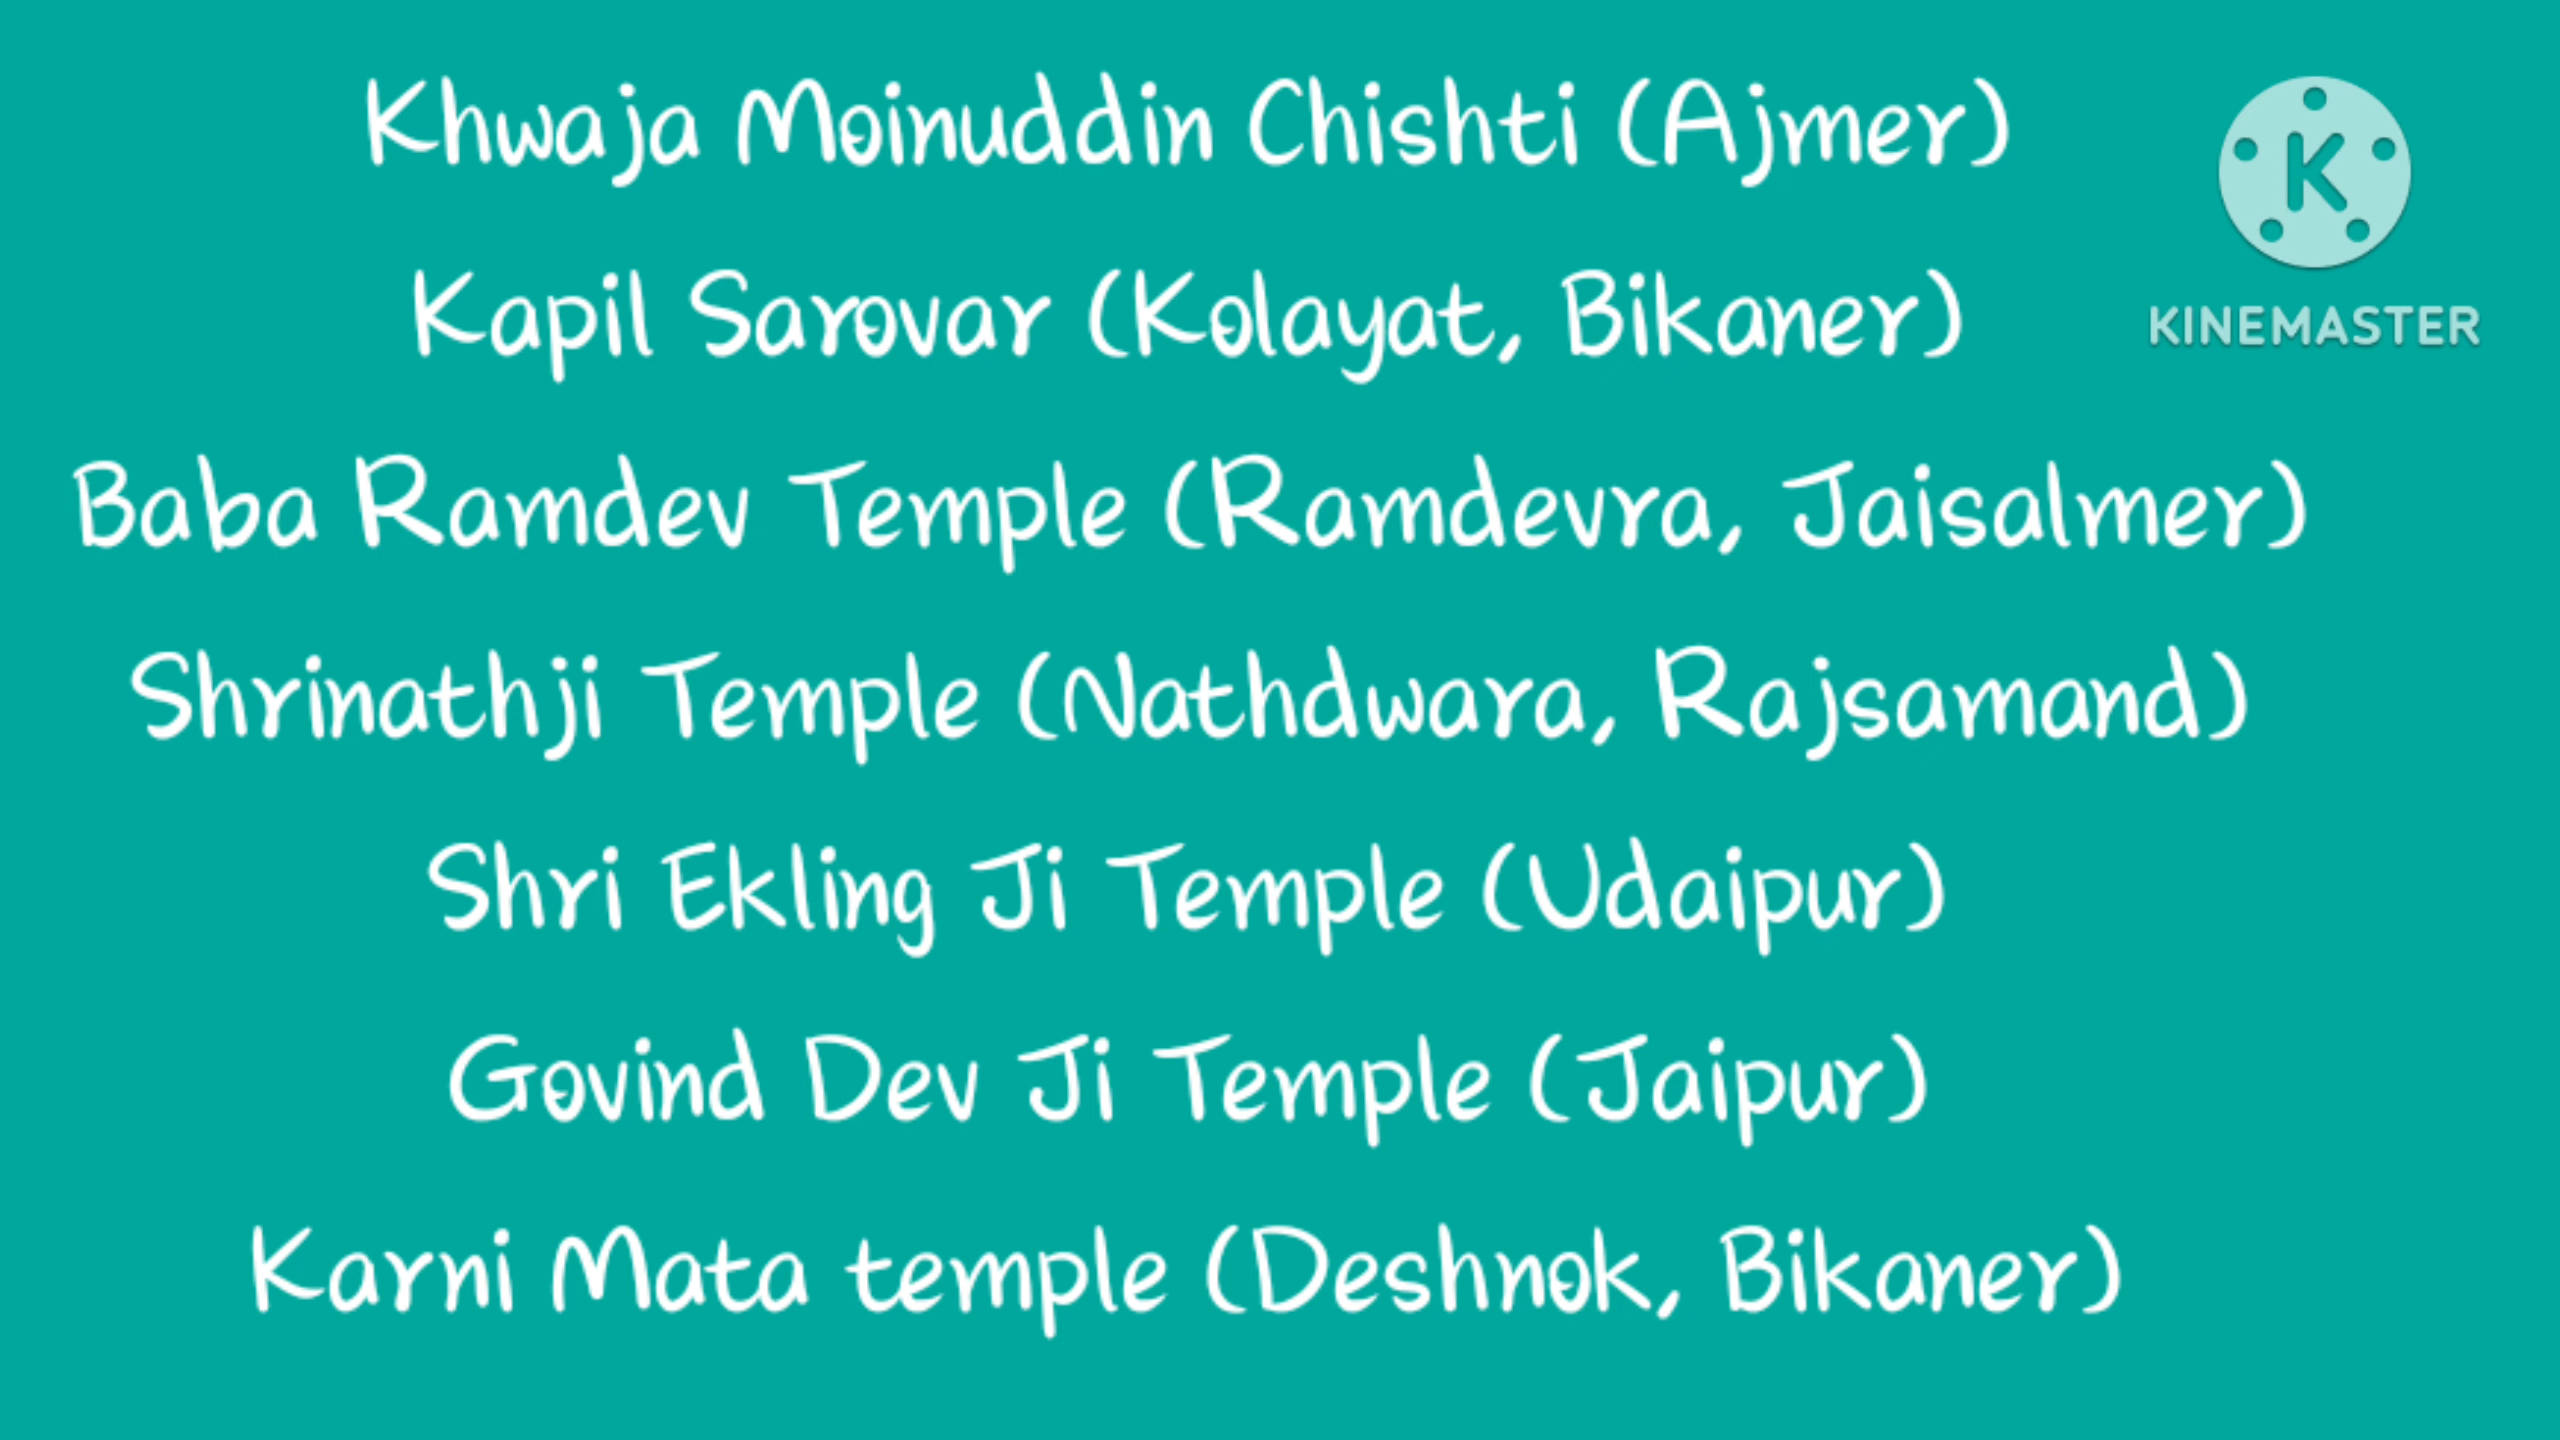 Khwaja Moinuddin Chishti (Ajmer)
K
KINEMASTER
Kapil Sarovar (Kolayat, Bikaner)
Baba Ramdev Temple (Ramdevra, Jaisalmer)
Shrinathji Temple (Nathdwara, Rajsamand)
Shri Ekling Ji Temple (Udaipur)
Govind Dev Ji Temple (Jaipur)
Karni Mata temple (Deshnok, Bikaner)